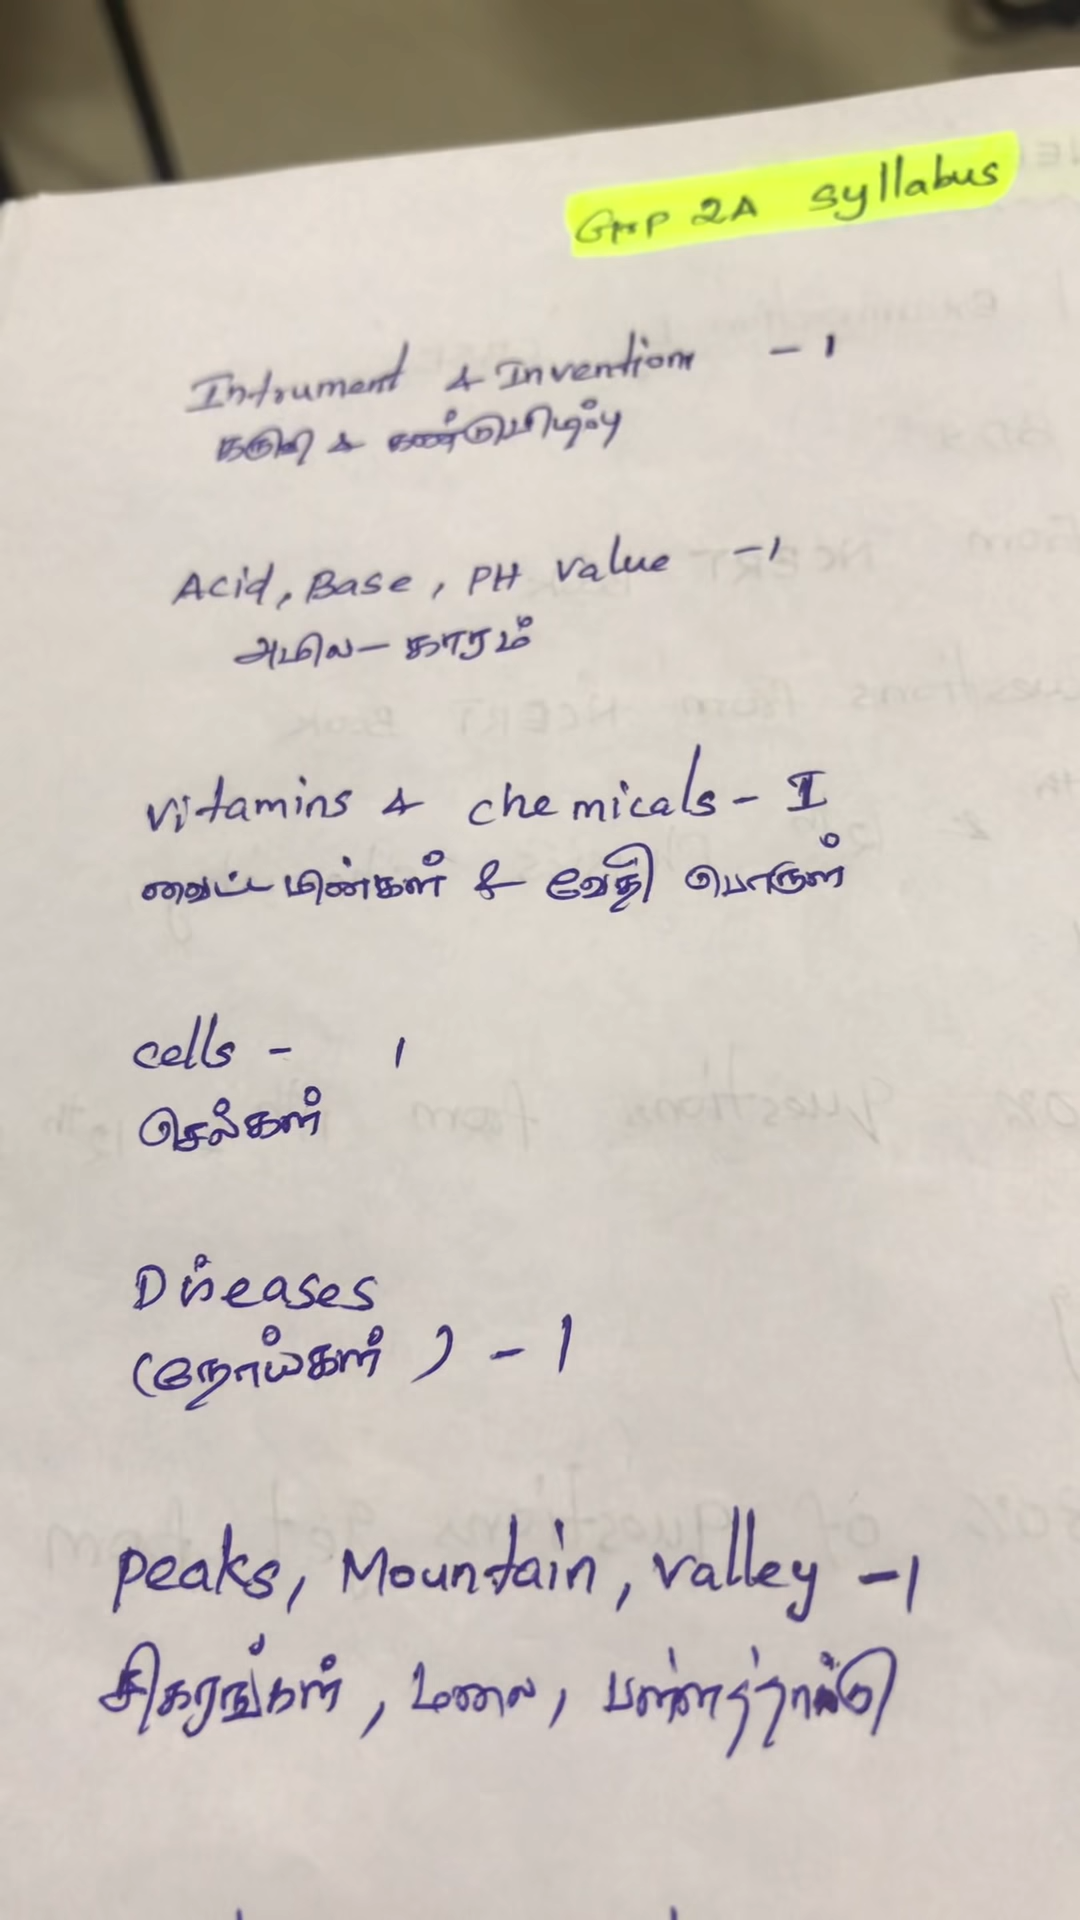 Grp 2A Syllabus
Intrument & Inventions - 1
கருவி & கண்டுபிடிப்பு
Acid, Base, PH value - 1
அமில - காரம்
Vitamins & chemicals - I
வைட்டமின்கள் & வேதி பொருள்
cells - 1
செல்கள்
Diseases
(நோய்கள்) - 1
Peaks, Mountain, valley - 1
சிகரங்கள், மலை, பள்ளத்தாக்கு